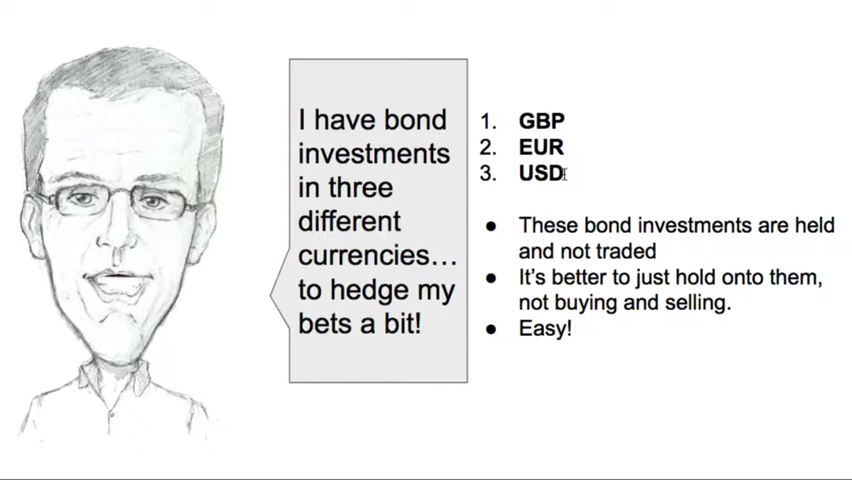 I have bond
investments
in three
different
currencies…
to hedge my
bets a bit!
1. GBP
2. EUR
3. USD
● These bond investments are held
and not traded
● It’s better to just hold onto them,
not buying and selling.
● Easy!